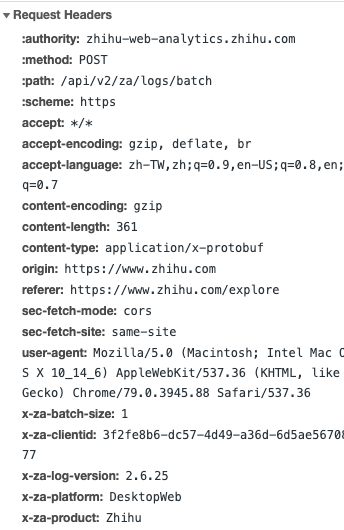 Request Headers
:authority: zhihu-web-analytics.zhihu.com
:method: POST
:path: /api/v2/za/logs/batch
:scheme: https
accept: */*
accept-encoding: gzip, deflate, br
accept-language: zh-TW,zh;q=0.9,en-US;q=0.8,en;
q=0.7
content-encoding: gzip
content-length: 361
content-type: application/x-protobuf
origin: https://www.zhihu.com
referer: https://www.zhihu.com/explore
sec-fetch-mode: cors
sec-fetch-site: same-site
user-agent: Mozilla/5.0 (Macintosh; Intel Mac O
S X 10_14_6) AppleWebKit/537.36 (KHTML, like
Gecko) Chrome/79.0.3945.88 Safari/537.36
x-za-batch-size: 1
x-za-clientid: 3f2fe8b6-dc57-4d49-a36d-6d5ae56708
77
x-za-log-version: 2.6.25
x-za-platform: DesktopWeb
x-za-product: Zhihu